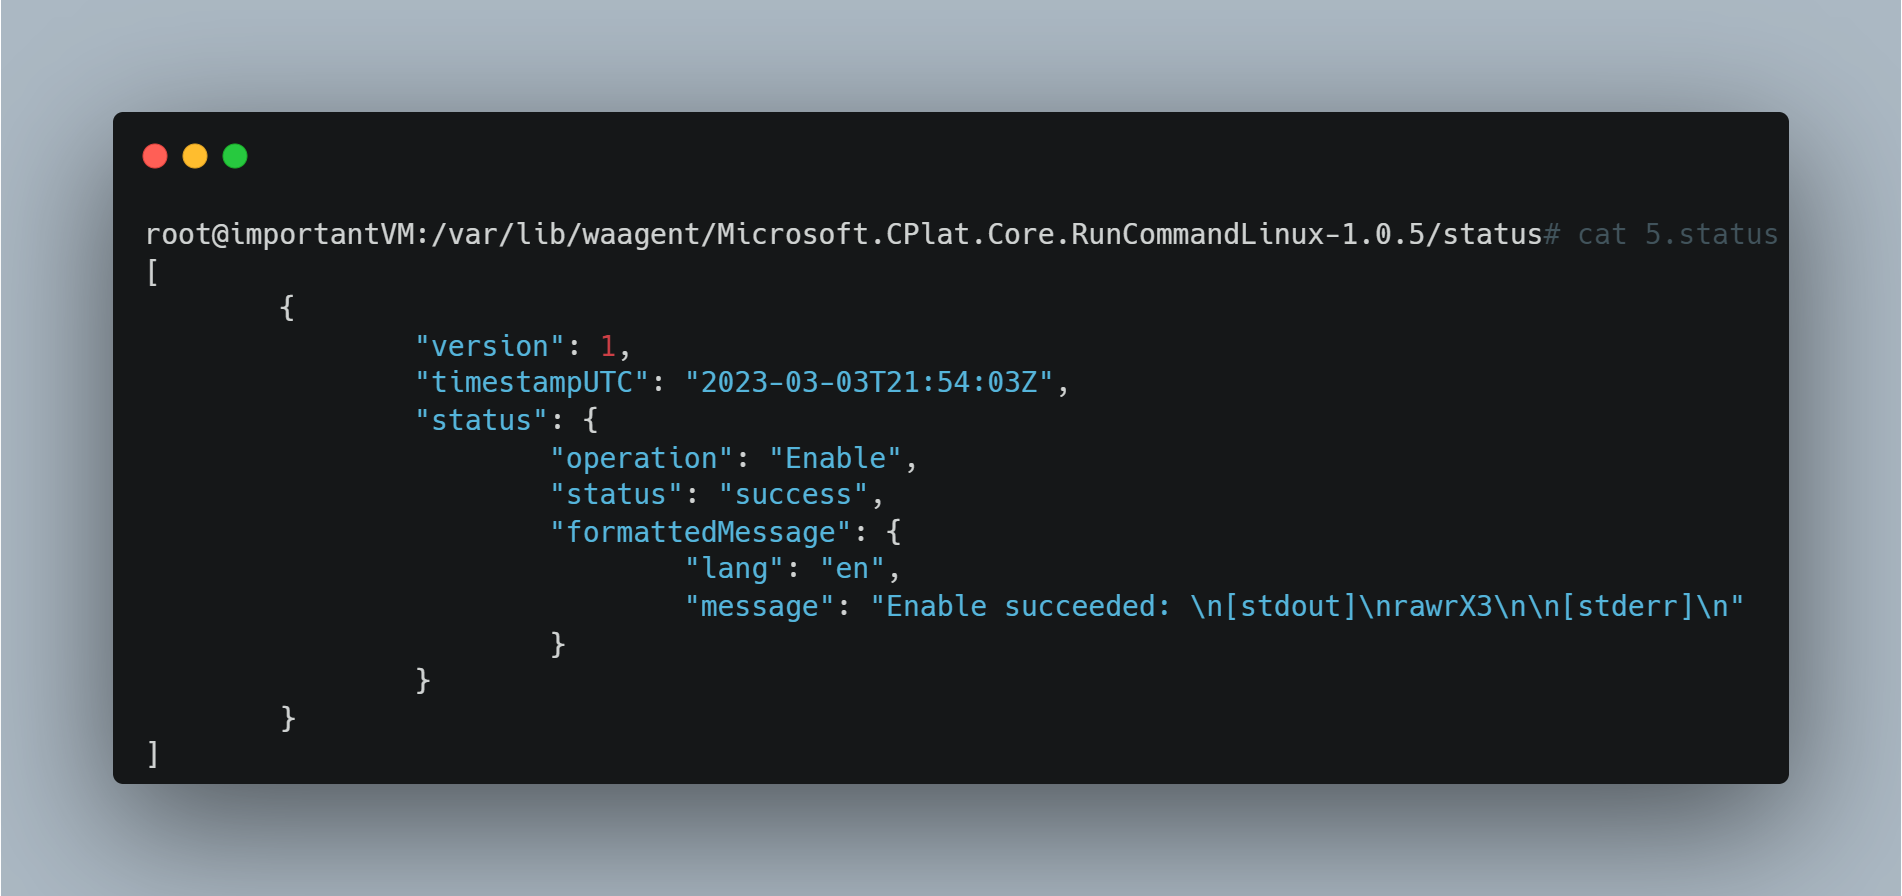 root@importantVM:/var/lib/waagent/Microsoft.CPlat.Core.RunCommandLinux-1.0.5/status# cat 5.status
[
        {
                "version": 1,
                "timestampUTC": "2023-03-03T21:54:03Z",
                "status": {
                        "operation": "Enable",
                        "status": "success",
                        "formattedMessage": {
                                "lang": "en",
                                "message": "Enable succeeded: \n[stdout]\nrawrX3\n\n[stderr]\n"
                        }
                }
        }
]